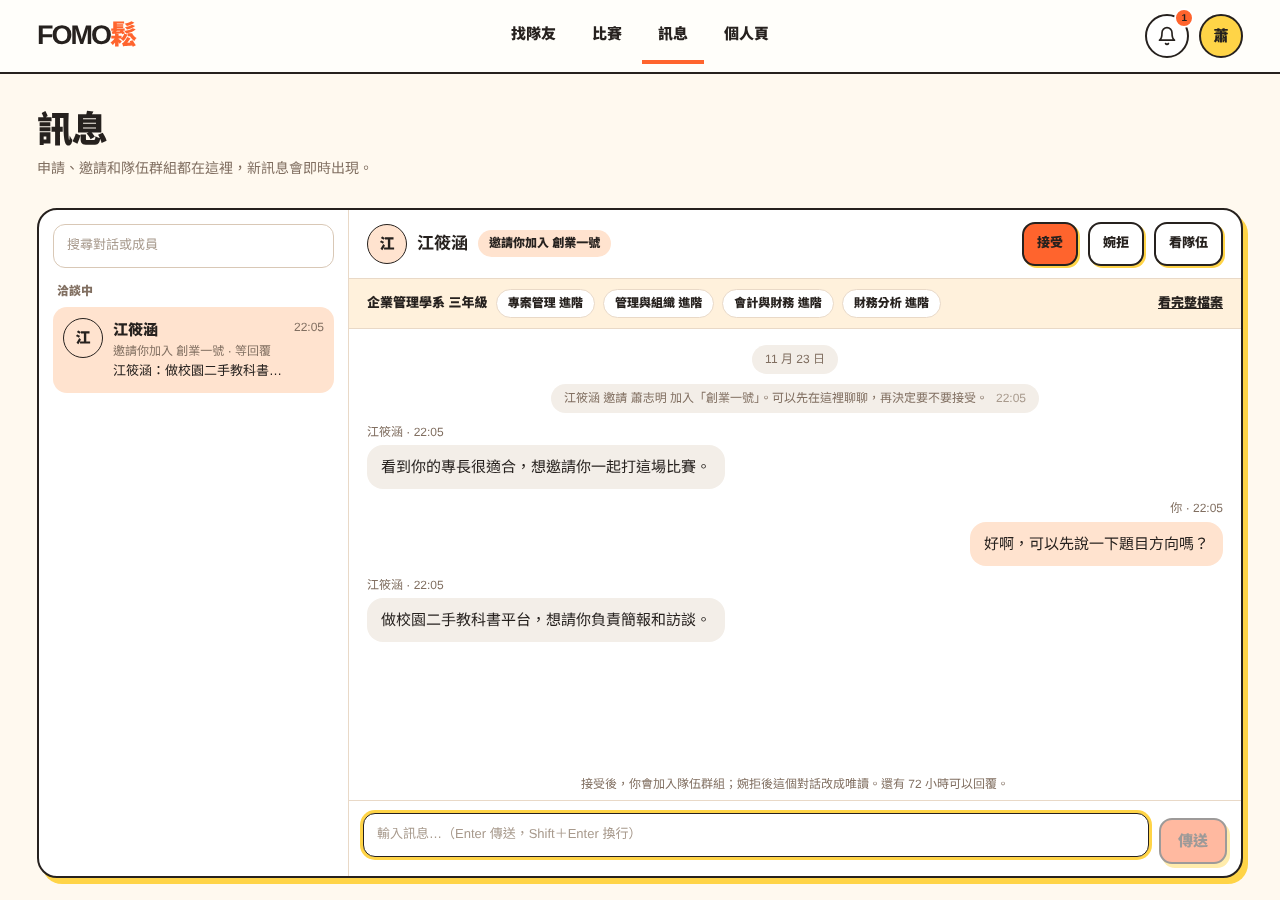 FOMO鬆
找隊友
比賽
訊息
個人頁
1
蕭
訊息
申請、邀請和隊伍群組都在這裡，新訊息會即時出現。
搜尋對話或成員
洽談中
江
江筱涵
22:05
邀請你加入 創業一號 · 等回覆
江筱涵：做校園二手教科書…
江
江筱涵
邀請你加入 創業一號
接受
婉拒
看隊伍
企業管理學系 三年級
專案管理 進階
管理與組織 進階
會計與財務 進階
財務分析 進階
看完整檔案
11 月 23 日
江筱涵 邀請 蕭志明 加入「創業一號」。可以先在這裡聊聊，再決定要不要接受。 22:05
江筱涵 · 22:05
看到你的專長很適合，想邀請你一起打這場比賽。
你 · 22:05
好啊，可以先說一下題目方向嗎？
江筱涵 · 22:05
做校園二手教科書平台，想請你負責簡報和訪談。
接受後，你會加入隊伍群組；婉拒後這個對話改成唯讀。還有 72 小時可以回覆。
輸入訊息…（Enter 傳送，Shift＋Enter 換行）
傳送